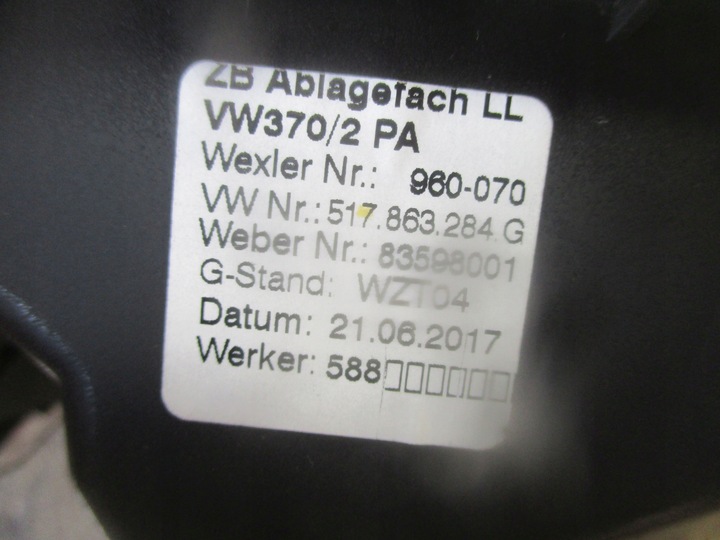 ZB Ablagefach LL
VW370/2 PA
Wexler Nr.: 960-070
VW Nr.: 517.863.284.G
Weber Nr.: 83598001
G-Stand: WZT04
Datum: 21.06.2017
Werker: 588□□□□□□